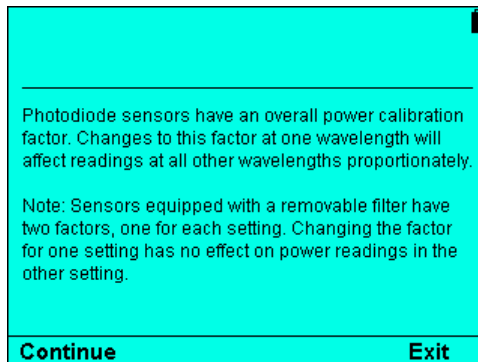 Photodiode sensors have an overall power calibration
factor. Changes to this factor at one wavelength will
affect readings at all other wavelengths proportionately.
Note: Sensors equipped with a removable filter have
two factors, one for each setting. Changing the factor
for one setting has no effect on power readings in the
other setting.
Continue Exit